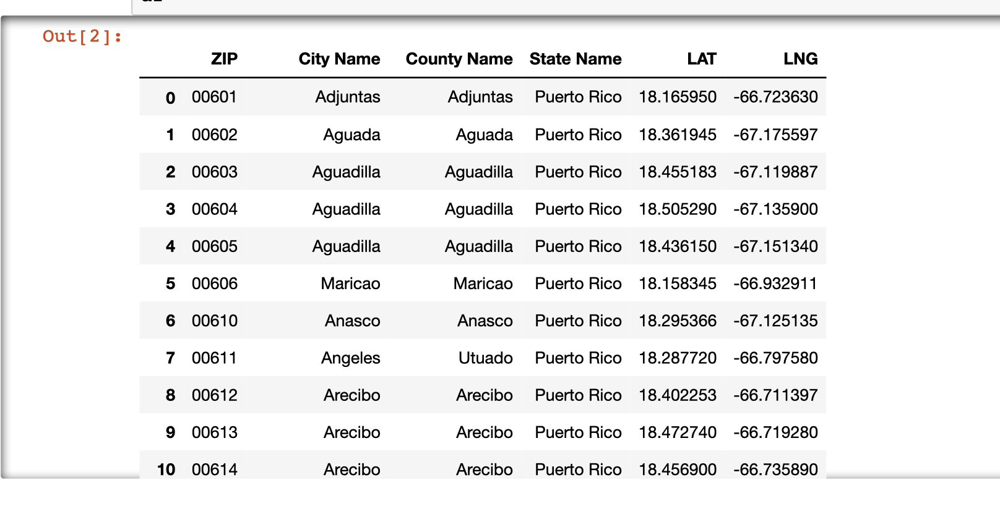 Out[2]:
ZIP City Name County Name State Name LAT LNG
0 00601 Adjuntas Adjuntas Puerto Rico 18.165950 -66.723630
1 00602 Aguada Aguada Puerto Rico 18.361945 -67.175597
2 00603 Aguadilla Aguadilla Puerto Rico 18.455183 -67.119887
3 00604 Aguadilla Aguadilla Puerto Rico 18.505290 -67.135900
4 00605 Aguadilla Aguadilla Puerto Rico 18.436150 -67.151340
5 00606 Maricao Maricao Puerto Rico 18.158345 -66.932911
6 00610 Anasco Anasco Puerto Rico 18.295366 -67.125135
7 00611 Angeles Utuado Puerto Rico 18.287720 -66.797580
8 00612 Arecibo Arecibo Puerto Rico 18.402253 -66.711397
9 00613 Arecibo Arecibo Puerto Rico 18.472740 -66.719280
10 00614 Arecibo Arecibo Puerto Rico 18.456900 -66.735890